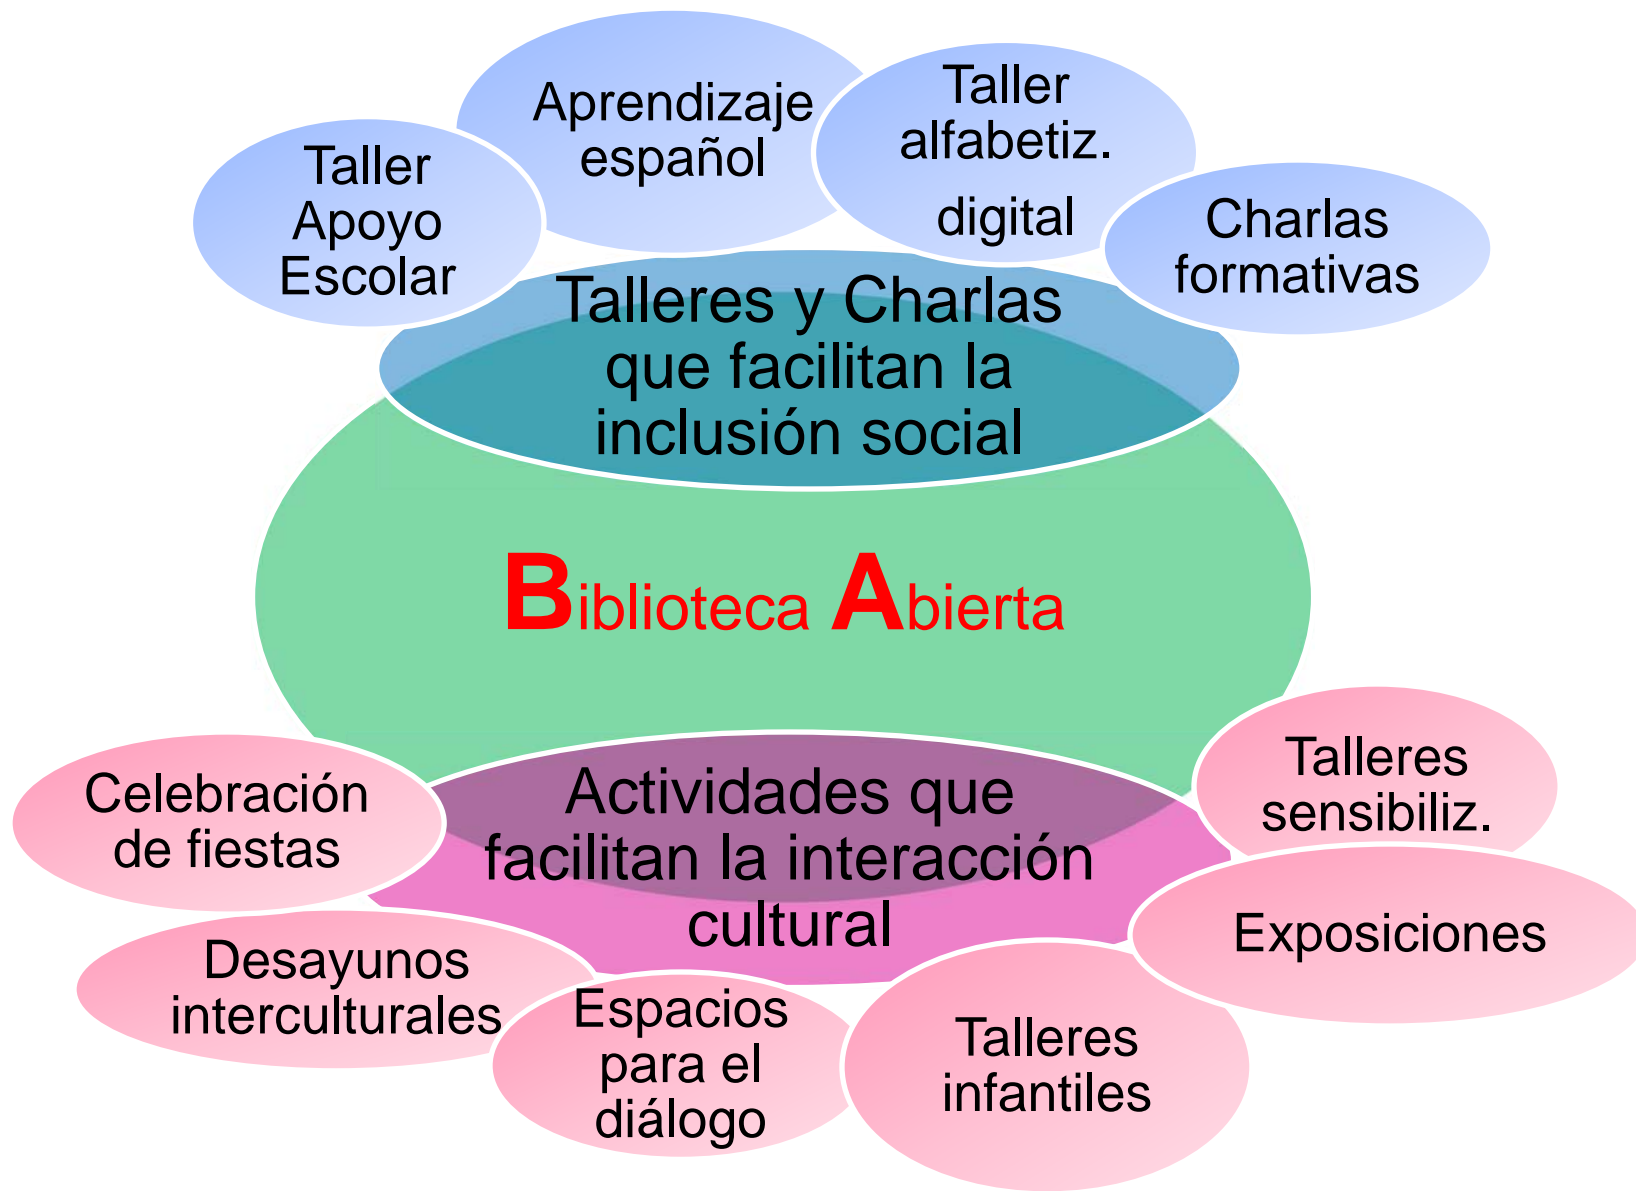 Taller
Apoyo
Escolar
Aprendizaje
español
Taller
alfabetiz.
digital
Charlas
formativas
Talleres y Charlas
que facilitan la
inclusión social
Biblioteca Abierta
Actividades que
facilitan la interacción
cultural
Celebración
de fiestas
Desayunos
interculturales
Espacios
para el
diálogo
Talleres
infantiles
Exposiciones
Talleres
sensibiliz.